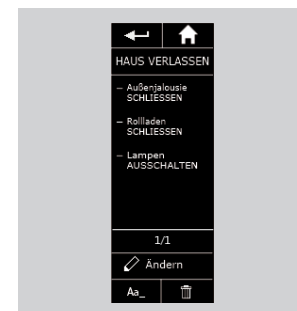 HAUS VERLASSEN
– Außenjalousie
SCHLIESSEN
– Rollladen
SCHLIESSEN
– Lampen
AUSSCHALTEN
1/1
Ändern
Aa_